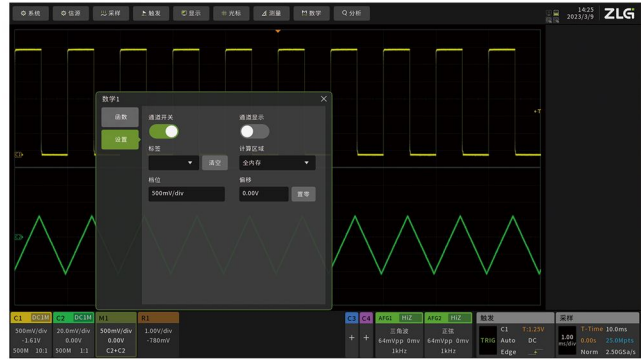 系统 信源 采样 触发 显示 光标 测量 数学 分析
14:25
2023/3/9
ZLG
数学1
函数
设置
通道开关 通道显示
标签 计算区域
清空 全内存
档位 偏移
500mV/div 0.00V 置零
C1 DC1M C2 DC1M M1 R1 C3 C4 AFG1 HiZ AFG2 HiZ 触发 采样
500mV/div 20.0mV/div 500mV/div 1.00V/div 三角波 正弦 C1 T:1.25V T-Time 10.0ms
-3.61V 0.00V 0.00V -780mV + + 64mVpp 0mv 64mVpp 0mv TRIG Auto DC 1.00 ms/div 0.00s 25.0Mpts
500M 10:1 500M 1:1 C2+C2 1kHz 1kHz Edge Norm 2.50GSa/s